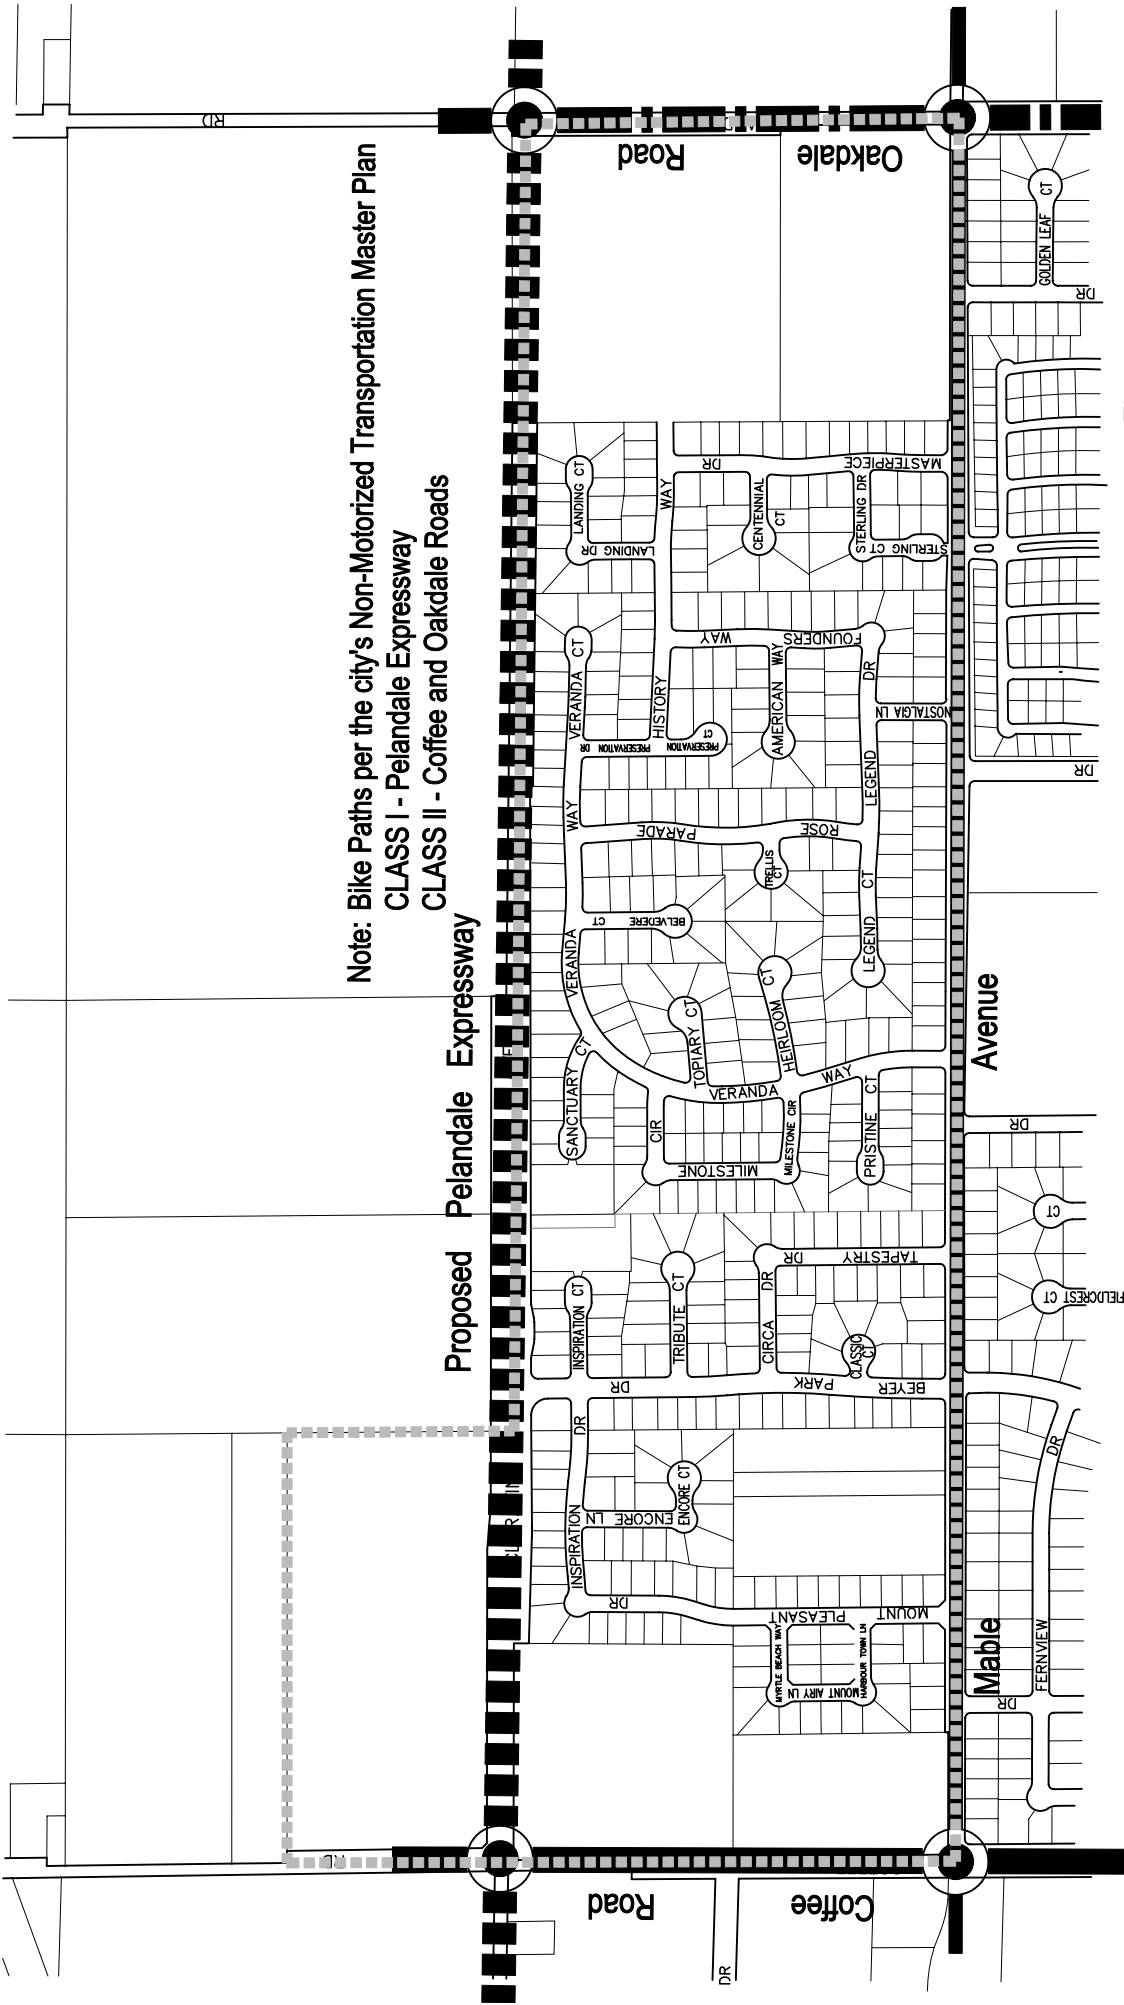 Note: Bike Paths per the city's Non-Motorized Transportation Master Plan
CLASS I - Pelandale Expressway
CLASS II - Coffee and Oakdale Roads
Proposed Pelandale Expressway
Oakdale Road
Coffee Road
Mable Avenue
RD
RD
GOLDEN LEAF CT
DR
LANDING CT
LANDING DR
WAY
MASTERPIECE DR
CENTENNIAL CT
STERLING DR
STERLING CT
VERANDA CT
HISTORY
FOUNDERS WAY
AMERICAN WAY
LEGEND DR
NOSTALGIA LN
PRESERVATION DR
PRESERVATION CT
WAY
PARADE
ROSE
TRELLIS CT
BELVEDERE CT
LEGEND CT
VERANDA
TOPIARY CT
HEIRLOOM CT
SANCTUARY CT
VERANDA WAY
CIR
MILESTONE
MILESTONE CIR
PRISTINE CT
DR
DR
CT
FIELDCREST CT
TAPESTRY DR
INSPIRATION CT
TRIBUTE CT
CIRCA DR
CLASSIC CT
BEYER PARK DR
INSPIRATION DR
ENCORE LN
ENCORE CT
MOUNT PLEASANT DR
MYRTLE BEACH WAY
MOUNT AIRY LN
HARBOUR TOWN LN
FERNVIEW DR
DR
DR